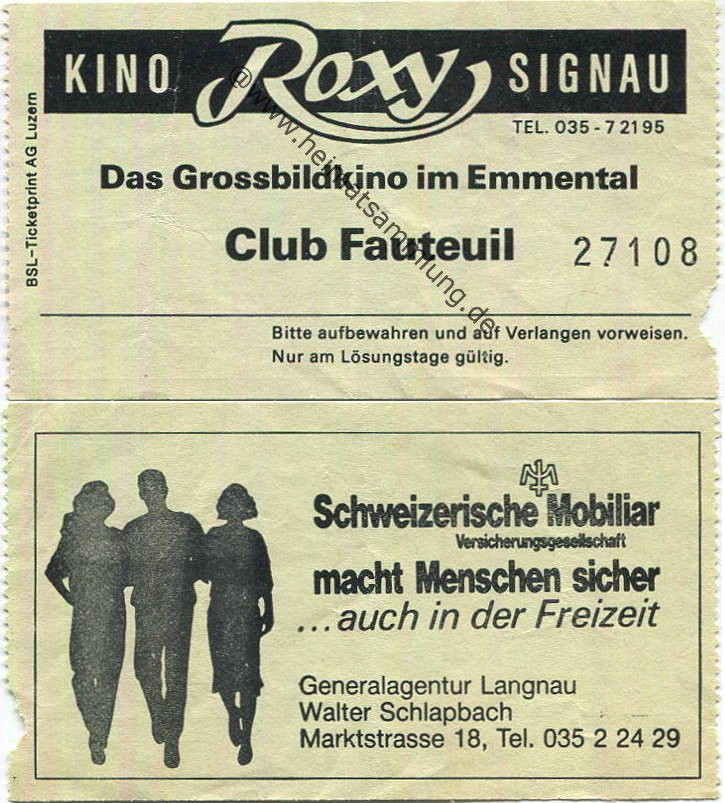 KINO Roxy SIGNAU
TEL. 035 - 7 21 95
BSL-Ticketprint AG Luzern
Das Grossbildkino im Emmental
Club Fauteuil 27108
Bitte aufbewahren und auf Verlangen vorweisen.
Nur am Lösungstage gültig.
@www.heimatsammlung.de
Schweizerische Mobiliar
Versicherungsgesellschaft
macht Menschen sicher
...auch in der Freizeit
Generalagentur Langnau
Walter Schlapbach
Marktstrasse 18, Tel. 035 2 24 29